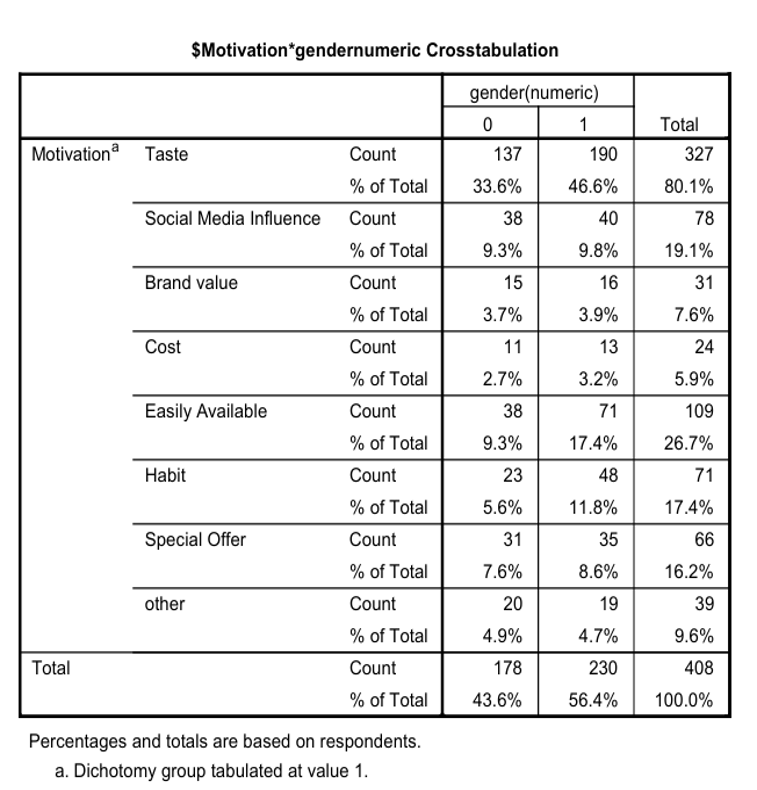 $Motivation*gendernumeric Crosstabulation
gender(numeric)
0 1 Total
Motivationa Taste Count 137 190 327
% of Total 33.6% 46.6% 80.1%
Social Media Influence Count 38 40 78
% of Total 9.3% 9.8% 19.1%
Brand value Count 15 16 31
% of Total 3.7% 3.9% 7.6%
Cost Count 11 13 24
% of Total 2.7% 3.2% 5.9%
Easily Available Count 38 71 109
% of Total 9.3% 17.4% 26.7%
Habit Count 23 48 71
% of Total 5.6% 11.8% 17.4%
Special Offer Count 31 35 66
% of Total 7.6% 8.6% 16.2%
other Count 20 19 39
% of Total 4.9% 4.7% 9.6%
Total Count 178 230 408
% of Total 43.6% 56.4% 100.0%
Percentages and totals are based on respondents.
a. Dichotomy group tabulated at value 1.